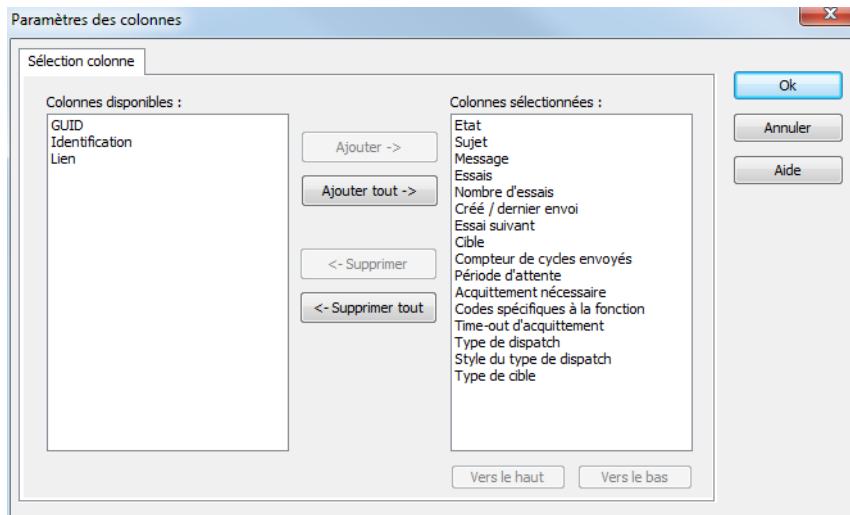 Paramètres des colonnes
Sélection colonne
Colonnes disponibles :
GUID
Identification
Lien
Ajouter ->
Ajouter tout ->
<- Supprimer
<- Supprimer tout
Colonnes sélectionnées :
Etat
Sujet
Message
Essais
Nombre d'essais
Créé / dernier envoi
Essai suivant
Cible
Compteur de cycles envoyés
Période d'attente
Acquittement nécessaire
Codes spécifiques à la fonction
Time-out d'acquittement
Type de dispatch
Style du type de dispatch
Type de cible
Vers le haut
Vers le bas
Ok
Annuler
Aide